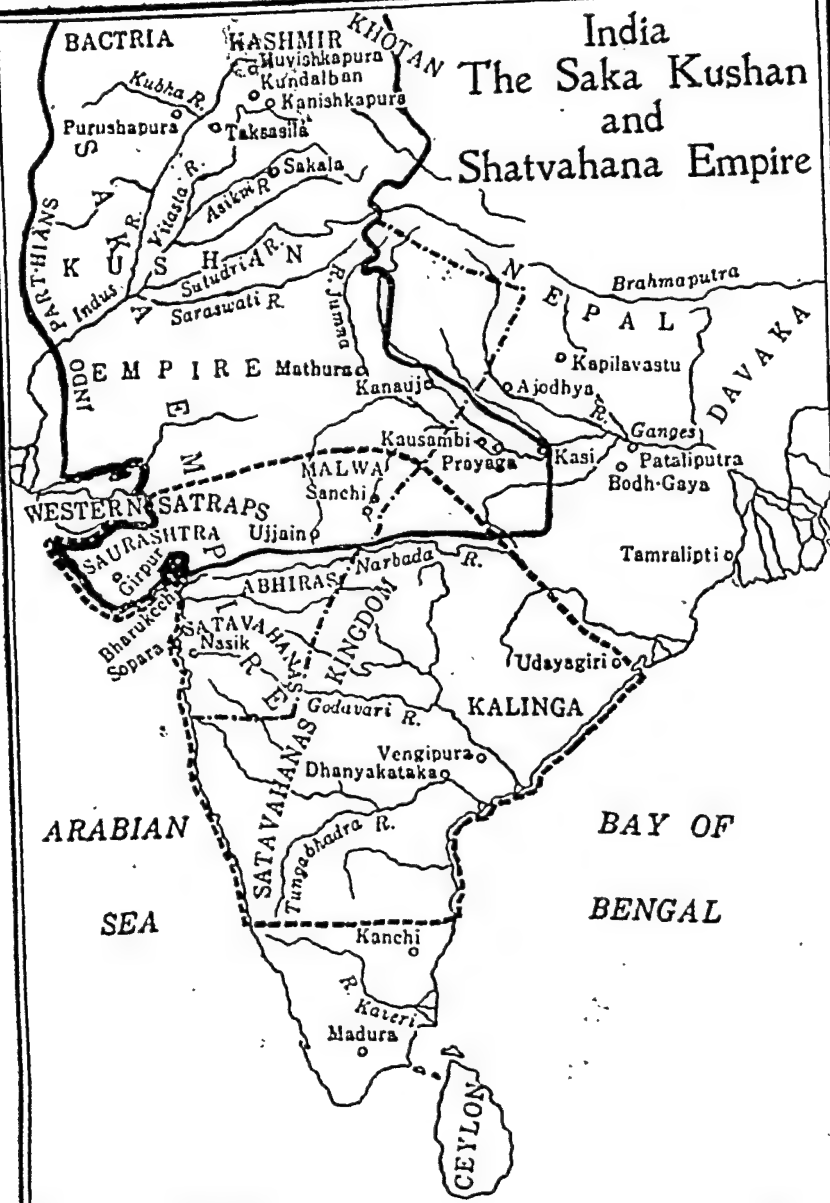 India
The Saka Kushan
and
Shatvahana Empire
BACTRIA
KASHMIR
KHOTAN
Huvishkapura
Kundalban
Kanishkapura
Kubha R.
Purushapura
Taksasila
Sakala
Vitasta R.
Asikni R
SAKA EMPIRE
PARTHIANS
INDO
KUSHAN
EMPIRE
Indus R.
Sutudri R.
Saraswati R.
R. Jumna
NEPAL
Brahmaputra
DAVAKA
Kapilavastu
Mathura
Kanauj
Ajodhya
R. Ganges
Kausambi
Prayaga
Kasi
Pataliputra
Bodh-Gaya
MALWA
Sanchi
WESTERN SATRAPS
SAURASHTRA
Girpur
Ujjain
Tamralipti
Narbada R.
ABHIRAS
Bharukcch
Sopara
SATAVAHANAS
Nasik
SATAVAHANAS KINGDOM
Udayagiri
Godavari R.
KALINGA
Vengipura
Dhanyakataka
ARABIAN
SEA
Tungabhadra R.
BAY OF
BENGAL
Kanchi
R. Kaveri
Madura
CEYLON